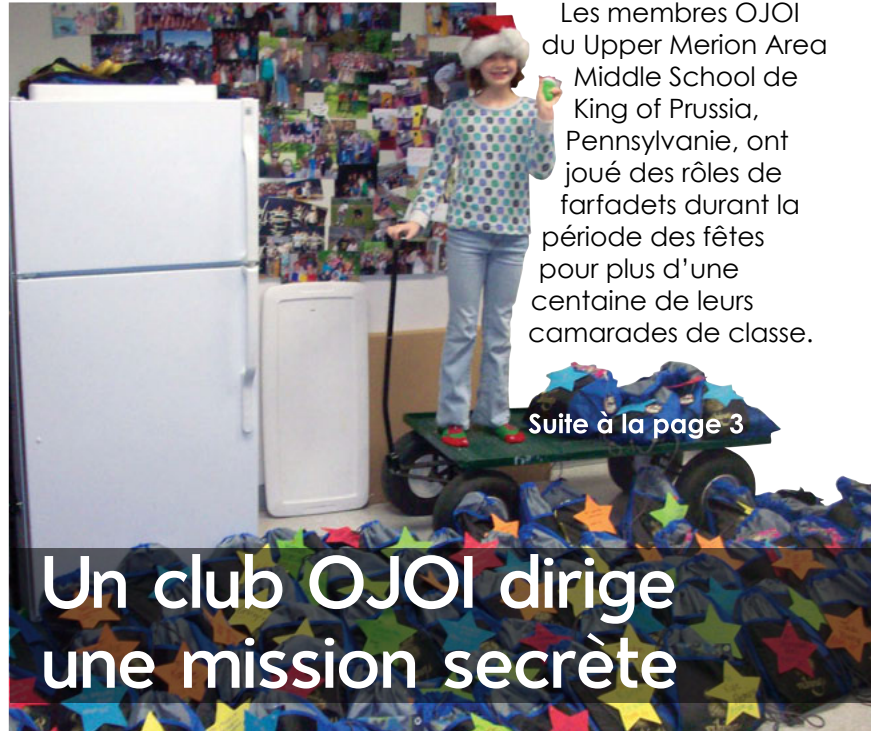 Les membres OJOI
du Upper Merion Area
Middle School de
King of Prussia,
Pennsylvanie, ont
joué des rôles de
farfadets durant la
période des fêtes
pour plus d’une
centaine de leurs
camarades de classe.
Suite à la page 3
Un club OJOI dirige
une mission secrète